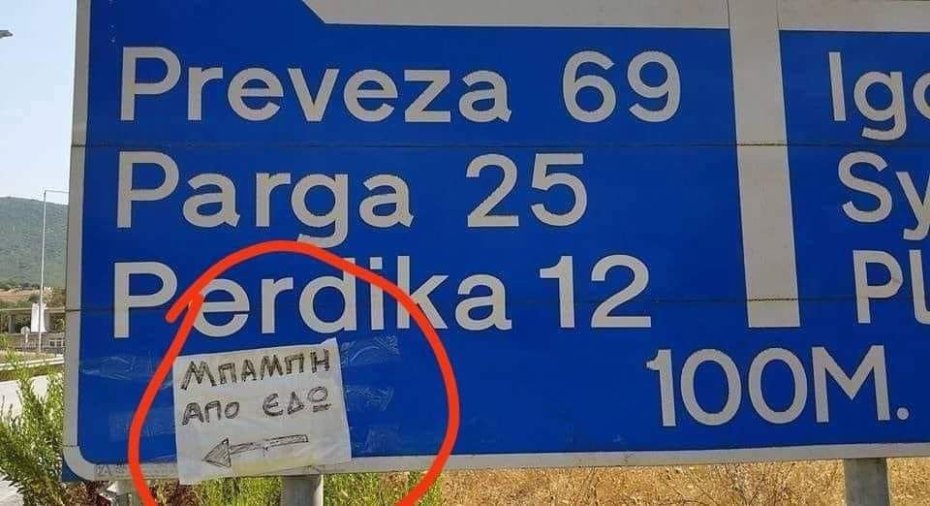 Preveza 69
Parga 25
Perdika 12
100M.
ΜΠΑΜΠΗ
ΑΠΟ ΕΔΩ